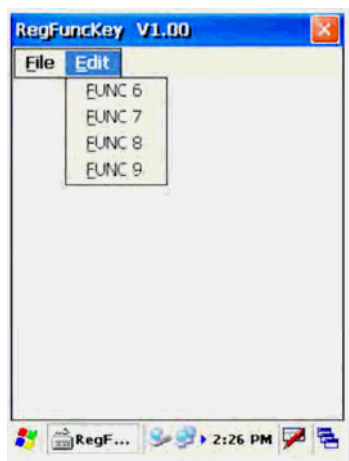 RegFuncKey V1.00
File Edit
FUNC 6
FUNC 7
FUNC 8
FUNC 9
RegF... 2:26 PM